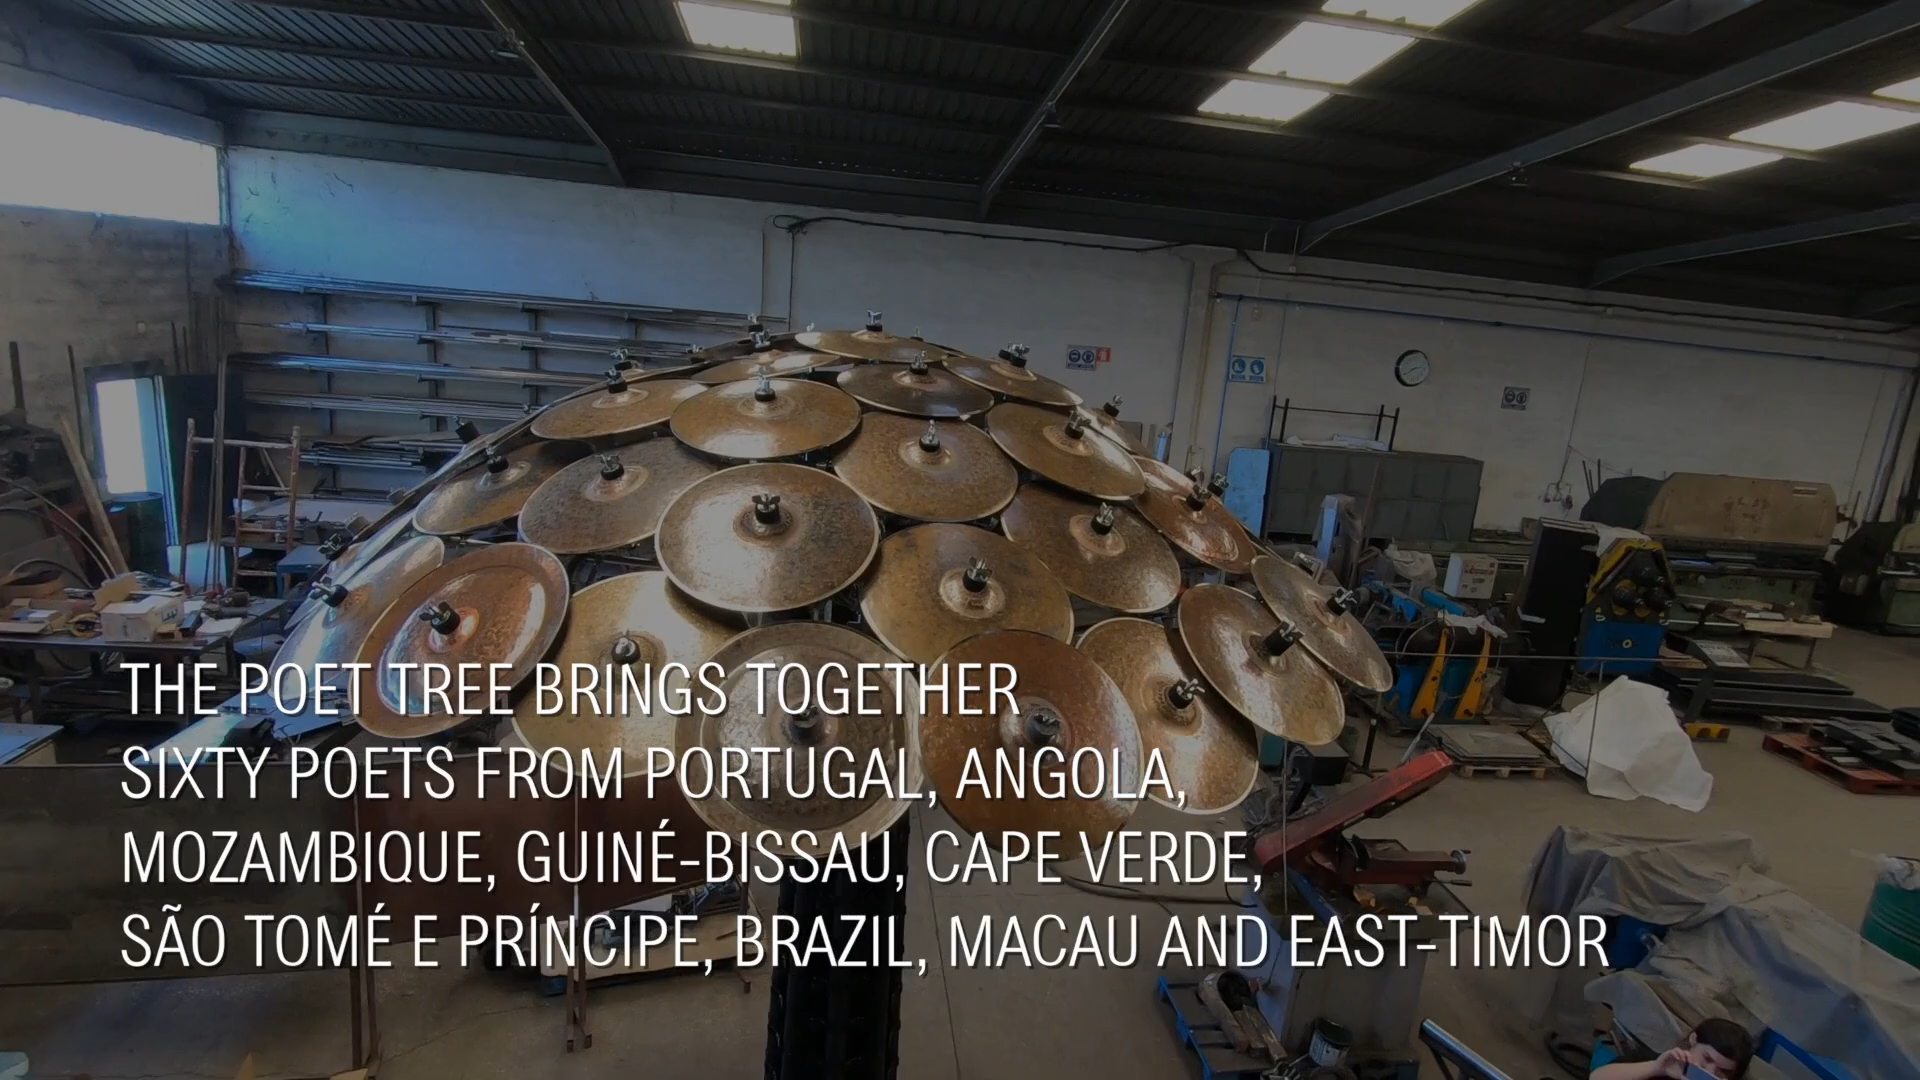 THE POET TREE BRINGS TOGETHER
SIXTY POETS FROM PORTUGAL, ANGOLA,
MOZAMBIQUE, GUINÉ-BISSAU, CAPE VERDE,
SÃO TOMÉ E PRÍNCIPE, BRAZIL, MACAU AND EAST-TIMOR